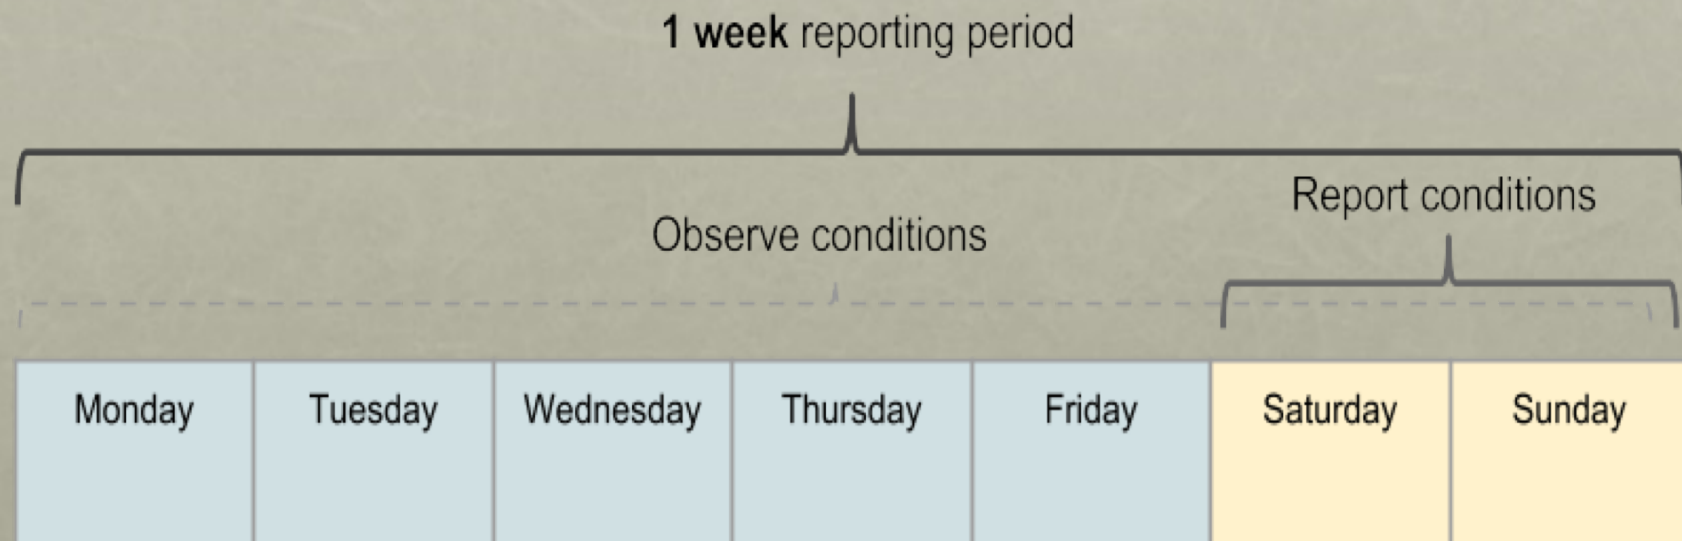 1 week reporting period
Report conditions
Observe conditions
Monday Tuesday Wednesday Thursday Friday Saturday Sunday